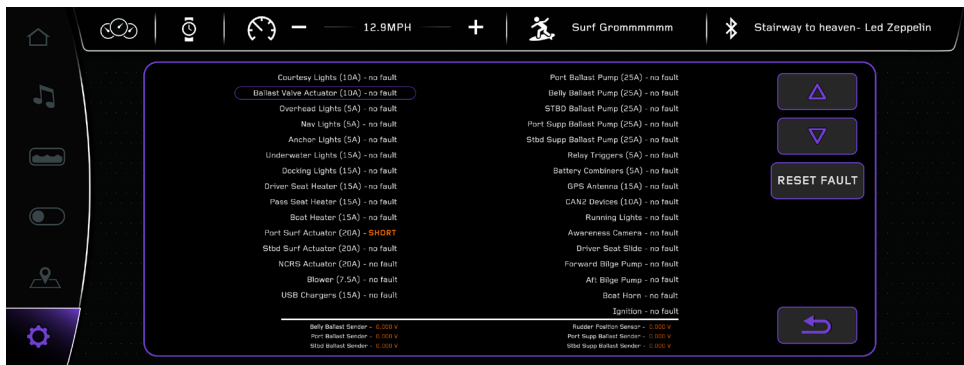 12.9MPH
Surf Grommmmmm
Stairway to heaven- Led Zeppelin
Courtesy Lights (10A) - no fault
Ballast Valve Actuator (10A) - no fault
Overhead Lights (5A) - no fault
Nav Lights (5A) - no fault
Anchor Lights (5A) - no fault
Underwater Lights (15A) - no fault
Docking Lights (15A) - no fault
Driver Seat Heater (15A) - no fault
Pass Seat Heater (15A) - no fault
Boat Heater (15A) - no fault
Port Surf Actuator (20A) - SHORT
Stbd Surf Actuator (20A) - no fault
NCRS Actuator (20A) - no fault
Blower (7.5A) - no fault
USB Chargers (15A) - no fault
Port Ballast Pump (25A) - no fault
Belly Ballast Pump (25A) - no fault
STBD Ballast Pump (25A) - no fault
Port Supp Ballast Pump (25A) - no fault
Stbd Supp Ballast Pump (25A) - no fault
Relay Triggers (5A) - no fault
Battery Combiners (5A) - no fault
GPS Antenna (15A) - no fault
CAN2 Devices (10A) - no fault
Running Lights - no fault
Awareness Camera - no fault
Driver Seat Slide - no fault
Forward Bilge Pump - no fault
Aft Bilge Pump - no fault
Boat Horn - no fault
Ignition - no fault
Belly Ballast Sender - 0.000 V
Port Ballast Sender - 0.000 V
Stbd Ballast Sender - 0.000 V
Rudder Position Sensor - 0.000 V
Port Supp Ballast Sender - 0.000 V
Stbd Supp Ballast Sender - 0.000 V
RESET FAULT